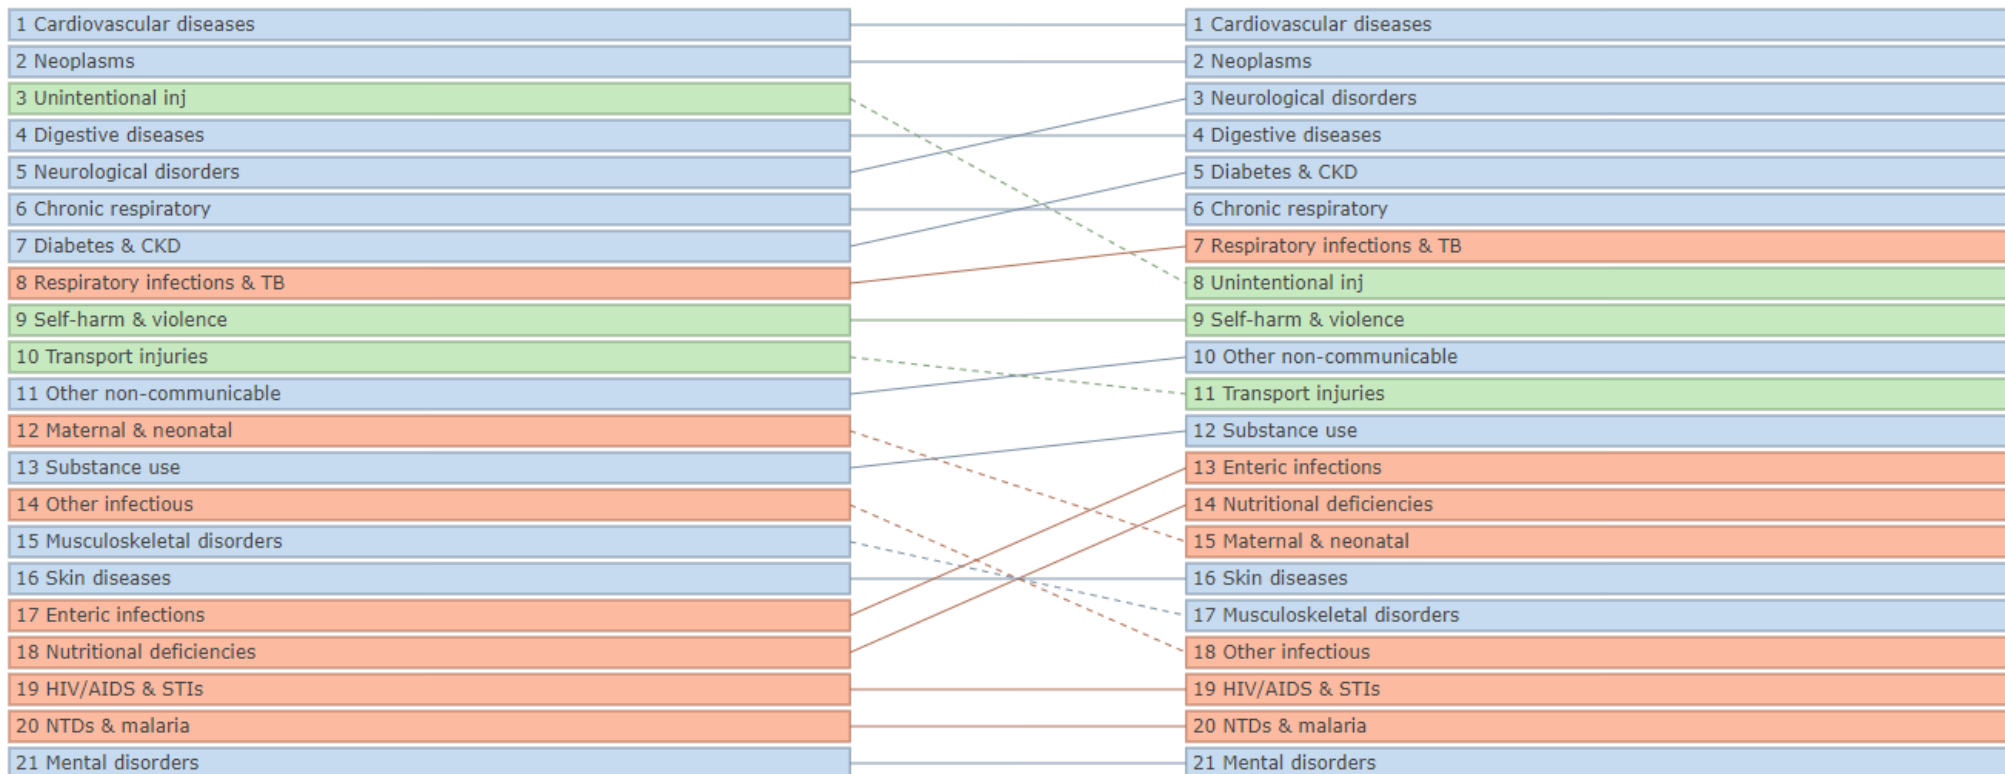 1 Cardiovascular diseases
2 Neoplasms
3 Unintentional inj
4 Digestive diseases
5 Neurological disorders
6 Chronic respiratory
7 Diabetes & CKD
8 Respiratory infections & TB
9 Self-harm & violence
10 Transport injuries
11 Other non-communicable
12 Maternal & neonatal
13 Substance use
14 Other infectious
15 Musculoskeletal disorders
16 Skin diseases
17 Enteric infections
18 Nutritional deficiencies
19 HIV/AIDS & STIs
20 NTDs & malaria
21 Mental disorders
1 Cardiovascular diseases
2 Neoplasms
3 Neurological disorders
4 Digestive diseases
5 Diabetes & CKD
6 Chronic respiratory
7 Respiratory infections & TB
8 Unintentional inj
9 Self-harm & violence
10 Other non-communicable
11 Transport injuries
12 Substance use
13 Enteric infections
14 Nutritional deficiencies
15 Maternal & neonatal
16 Skin diseases
17 Musculoskeletal disorders
18 Other infectious
19 HIV/AIDS & STIs
20 NTDs & malaria
21 Mental disorders